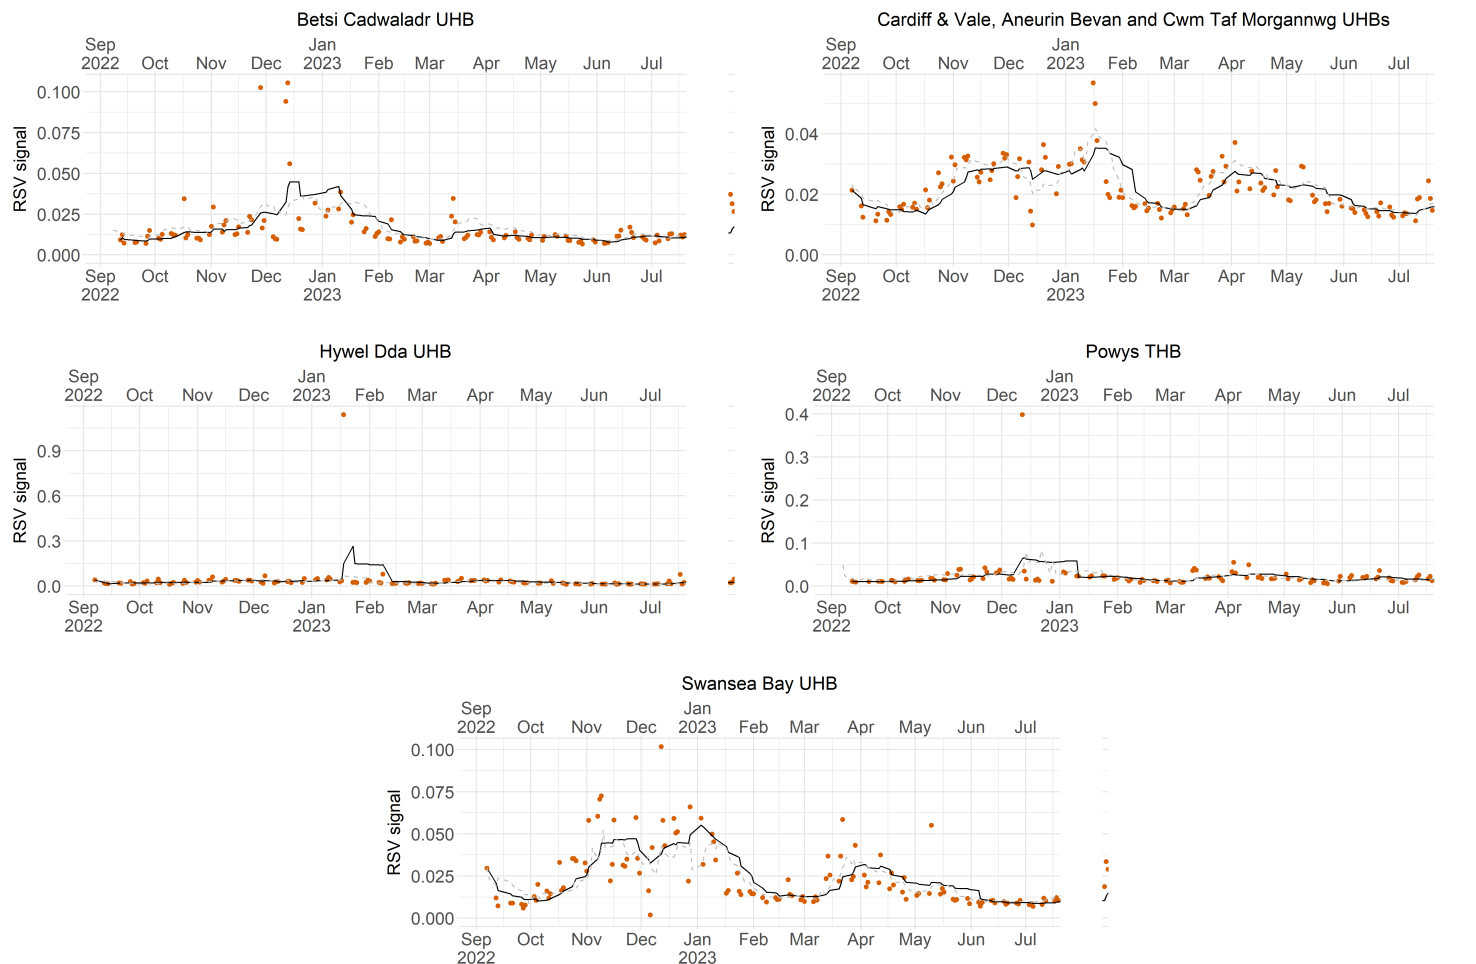 Betsi Cadwaladr UHB
Sep Jan
2022 Oct Nov Dec 2023 Feb Mar Apr May Jun Jul
RSV signal
0.100
0.075
0.050
0.025
0.000
Sep Oct Nov Dec Jan Feb Mar Apr May Jun Jul
2022 2023
Cardiff & Vale, Aneurin Bevan and Cwm Taf Morgannwg UHBs
Sep Jan
2022 Oct Nov Dec 2023 Feb Mar Apr May Jun Jul
RSV signal
0.04
0.02
0.00
Sep Oct Nov Dec Jan Feb Mar Apr May Jun Jul
2022 2023
Hywel Dda UHB
Sep Jan
2022 Oct Nov Dec 2023 Feb Mar Apr May Jun Jul
RSV signal
0.9
0.6
0.3
0.0
Sep Oct Nov Dec Jan Feb Mar Apr May Jun Jul
2022 2023
Powys THB
Sep Jan
2022 Oct Nov Dec 2023 Feb Mar Apr May Jun Jul
RSV signal
0.4
0.3
0.2
0.1
0.0
Sep Oct Nov Dec Jan Feb Mar Apr May Jun Jul
2022 2023
Swansea Bay UHB
Sep Jan
2022 Oct Nov Dec 2023 Feb Mar Apr May Jun Jul
RSV signal
0.100
0.075
0.050
0.025
0.000
Sep Oct Nov Dec Jan Feb Mar Apr May Jun Jul
2022 2023